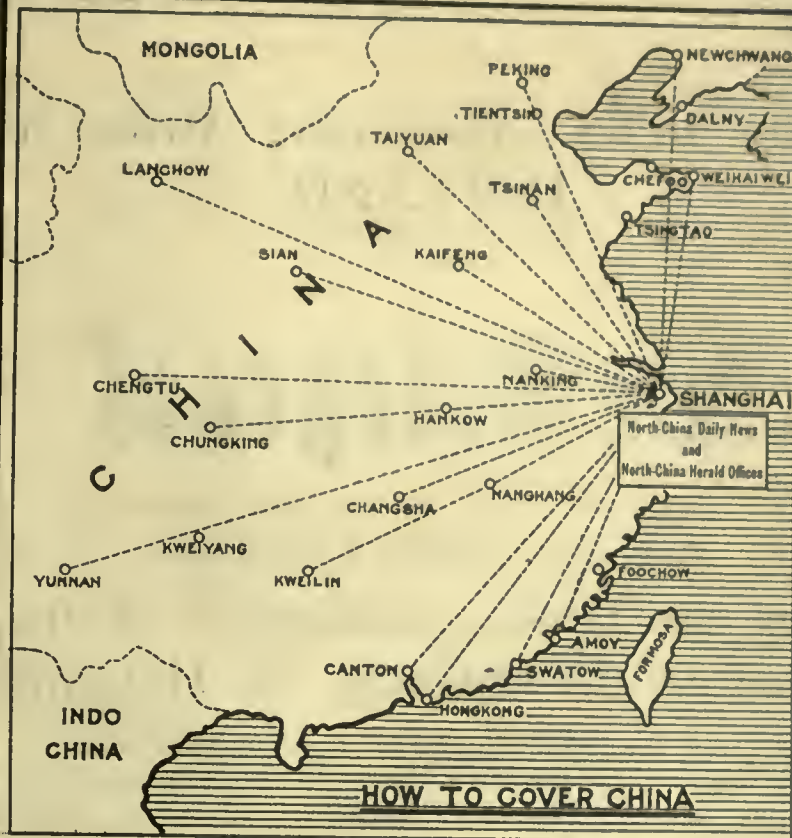 MONGOLIA
NEWCHWANG
PEKING
DALNY
TIENTSIN
TAIYUAN
LANCHOW
CHEFOO
WEIHAIWEI
TSINAN
TSINGTAO
SIAN
KAIFENG
CHINA
CHENGTU
NANKING
SHANGHAI
HANKOW
CHUNGKING
North-China Daily News
and
North-China Herald Offices
CHANGSHA
NANCHANG
KWEIYANG
YUNNAN
KWEILIN
FOOCHOW
AMOY
FORMOSA
CANTON
SWATOW
HONGKONG
INDO
CHINA
HOW TO COVER CHINA